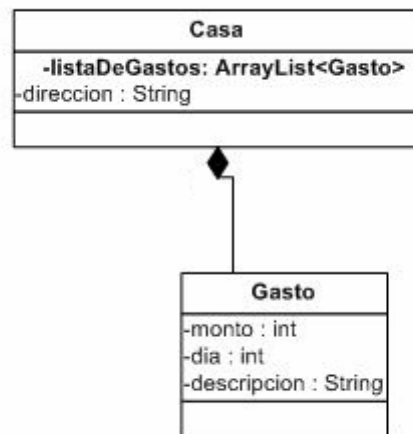 Casa
-listaDeGastos: ArrayList<Gasto>
-direccion : String
Gasto
-monto : int
-dia : int
-descripcion : String